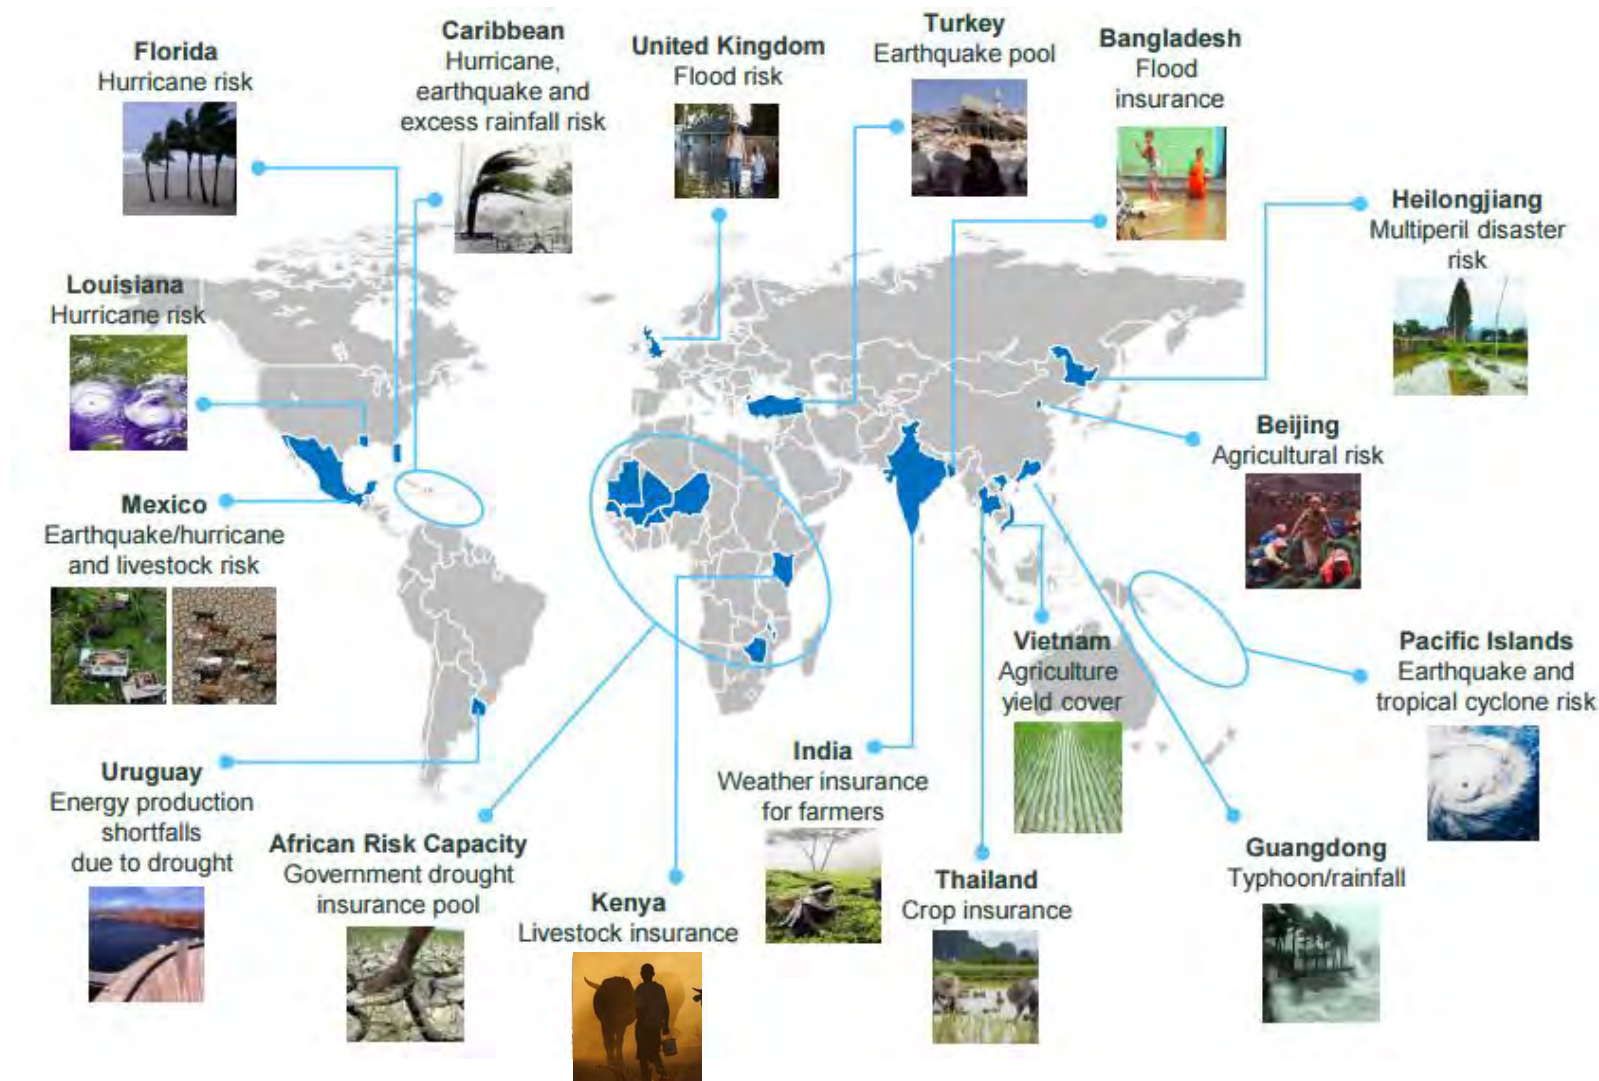 Florida
Hurricane risk
Caribbean
Hurricane,
earthquake and
excess rainfall risk
United Kingdom
Flood risk
Turkey
Earthquake pool
Bangladesh
Flood
insurance
Heilongjiang
Multiperil disaster
risk
Louisiana
Hurricane risk
Beijing
Agricultural risk
Mexico
Earthquake/hurricane
and livestock risk
Vietnam
Agriculture
yield cover
Pacific Islands
Earthquake and
tropical cyclone risk
Uruguay
Energy production
shortfalls
due to drought
African Risk Capacity
Government drought
insurance pool
Kenya
Livestock insurance
India
Weather insurance
for farmers
Thailand
Crop insurance
Guangdong
Typhoon/rainfall